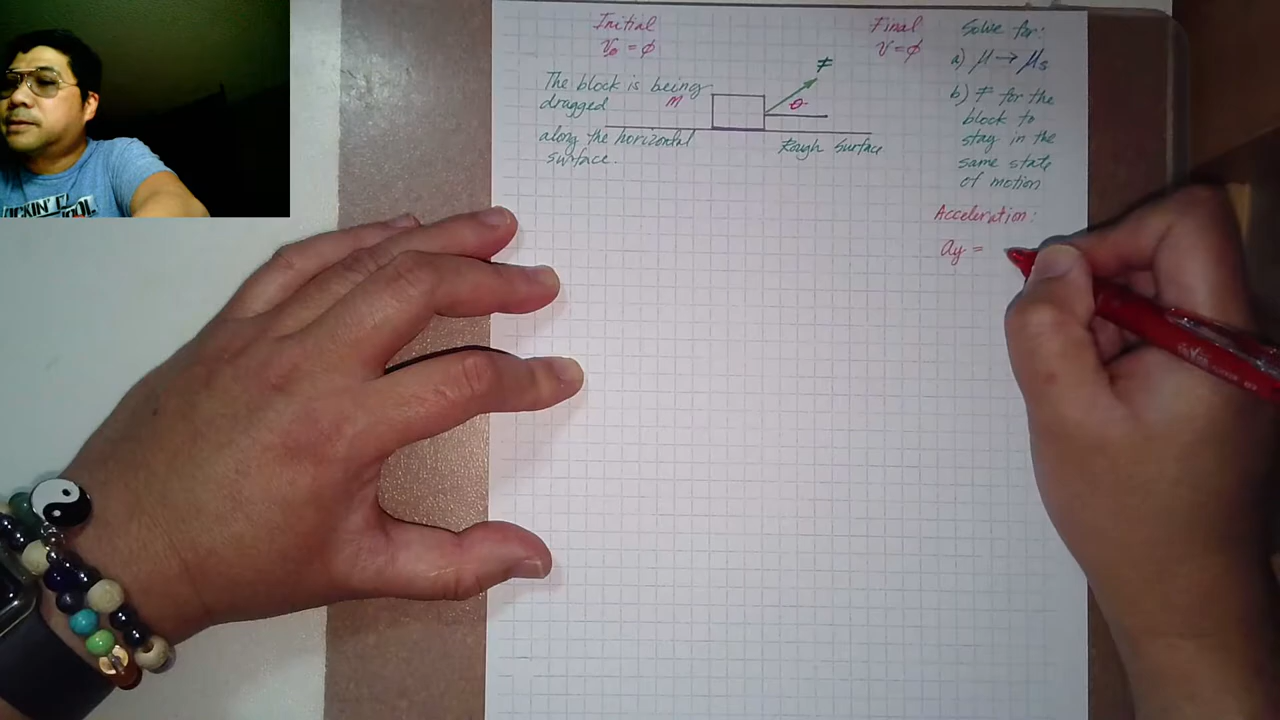 Initial
v₀ = ϕ
The block is being
dragged
along the horizontal
surface.
M
F
θ
Rough Surface
Final
v = ϕ
Solve for:
a) μ → μs
b) F for the
block to
stay in the
same state
of motion
Acceleration:
ay =